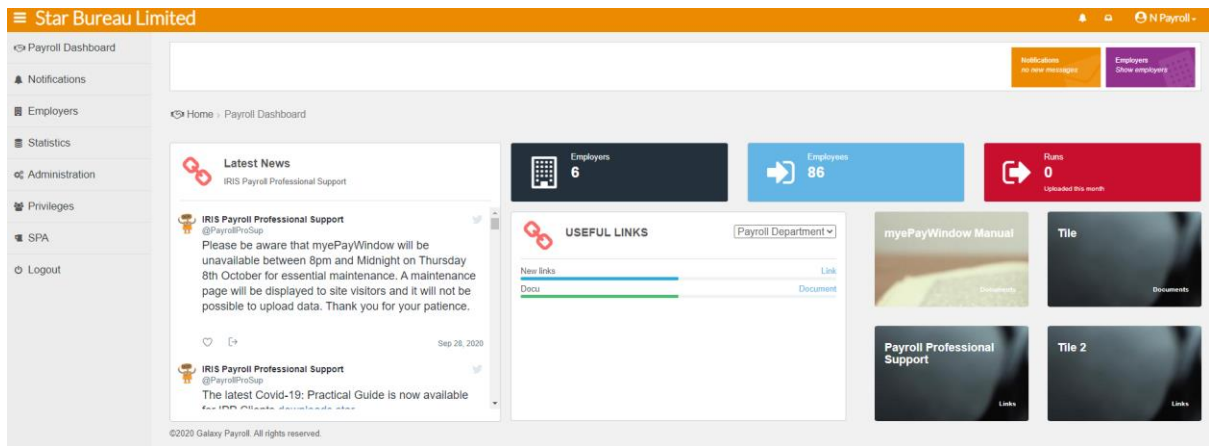 Star Bureau Limited
N Payroll
Payroll Dashboard
Notifications
Employers
Statistics
Administration
Privileges
SPA
Logout
Notifications
no new messages
Employers
Show employers
Home › Payroll Dashboard
Latest News
IRIS Payroll Professional Support
IRIS Payroll Professional Support
@PayrollProSup
Please be aware that myePayWindow will be
unavailable between 8pm and Midnight on Thursday
8th October for essential maintenance. A maintenance
page will be displayed to site visitors and it will not be
possible to upload data. Thank you for your patience.
Sep 28, 2020
IRIS Payroll Professional Support
@PayrollProSup
The latest Covid-19: Practical Guide is now available
Employers
6
Employees
86
Runs
0
Uploaded this month
USEFUL LINKS
Payroll Department
New links
Link
Docu
Document
myePayWindow Manual
Documents
Tile
Documents
Payroll Professional
Support
Links
Tile 2
Links
©2020 Galaxy Payroll. All rights reserved.